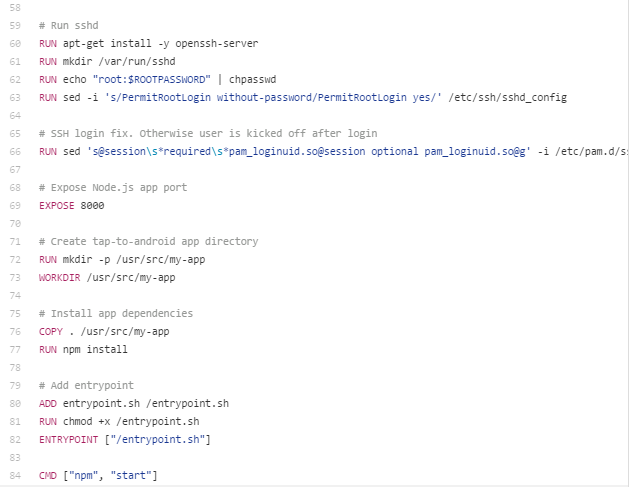 58
59 # Run sshd
60 RUN apt-get install -y openssh-server
61 RUN mkdir /var/run/sshd
62 RUN echo "root:$ROOTPASSWORD" | chpasswd
63 RUN sed -i 's/PermitRootLogin without-password/PermitRootLogin yes/' /etc/ssh/sshd_config
64
65 # SSH login fix. Otherwise user is kicked off after login
66 RUN sed 's@session\s*required\s*pam_loginuid.so@session optional pam_loginuid.so@g' -i /etc/pam.d/s
67
68 # Expose Node.js app port
69 EXPOSE 8000
70
71 # Create tap-to-android app directory
72 RUN mkdir -p /usr/src/my-app
73 WORKDIR /usr/src/my-app
74
75 # Install app dependencies
76 COPY . /usr/src/my-app
77 RUN npm install
78
79 # Add entrypoint
80 ADD entrypoint.sh /entrypoint.sh
81 RUN chmod +x /entrypoint.sh
82 ENTRYPOINT ["/entrypoint.sh"]
83
84 CMD ["npm", "start"]